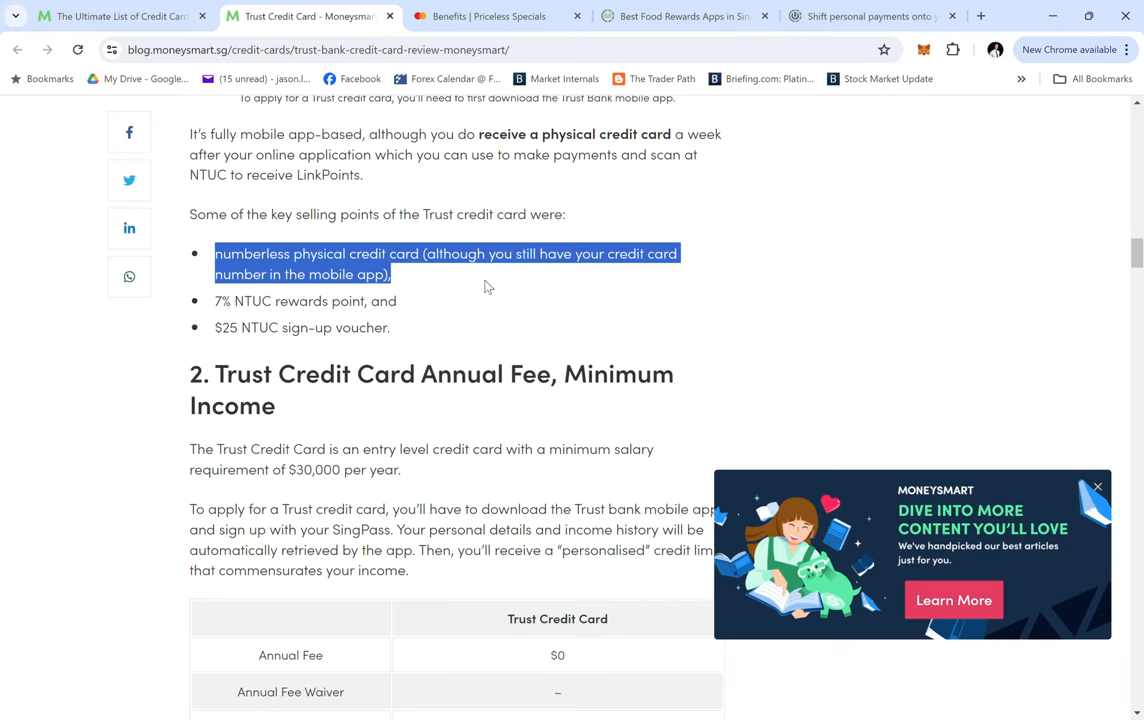 The Ultimate List of Credit Card
Trust Credit Card - Moneysmar
Benefits | Priceless Specials
Best Food Rewards Apps in Sin
Shift personal payments onto y
blog.moneysmart.sg/credit-cards/trust-bank-credit-card-review-moneysmart/
New Chrome available
Bookmarks
My Drive - Google...
(15 unread) - jason.l...
Facebook
Forex Calendar @ F...
Market Internals
The Trader Path
Briefing.com: Platin...
Stock Market Update
All Bookmarks
To apply for a Trust credit card, you'll need to first download the Trust Bank mobile app.
It's fully mobile app-based, although you do receive a physical credit card a week
after your online application which you can use to make payments and scan at
NTUC to receive LinkPoints.
Some of the key selling points of the Trust credit card were:
numberless physical credit card (although you still have your credit card
number in the mobile app),
7% NTUC rewards point, and
$25 NTUC sign-up voucher.
2. Trust Credit Card Annual Fee, Minimum
Income
The Trust Credit Card is an entry level credit card with a minimum salary
requirement of $30,000 per year.
To apply for a Trust credit card, you'll have to download the Trust bank mobile app
and sign up with your SingPass. Your personal details and income history will be
automatically retrieved by the app. Then, you'll receive a "personalised" credit lim
that commensurates your income.
Trust Credit Card
Annual Fee
$0
Annual Fee Waiver
–
MONEYSMART
DIVE INTO MORE
CONTENT YOU'LL LOVE
We've handpicked our best articles
just for you.
Learn More